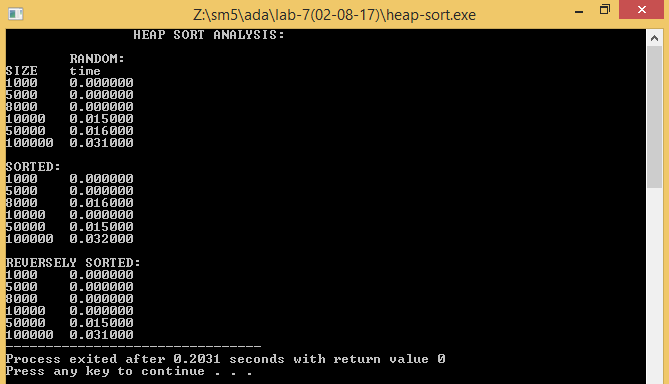 Z:\sm5\ada\lab-7(02-08-17)\heap-sort.exe
HEAP SORT ANALYSIS:
RANDOM:
SIZE    time
1000    0.000000
5000    0.000000
8000    0.000000
10000   0.015000
50000   0.016000
100000  0.031000
SORTED:
1000    0.000000
5000    0.000000
8000    0.016000
10000   0.000000
50000   0.015000
100000  0.032000
REVERSELY SORTED:
1000    0.000000
5000    0.000000
8000    0.000000
10000   0.000000
50000   0.015000
100000  0.031000
--------------------------------
Process exited after 0.2031 seconds with return value 0
Press any key to continue . . .